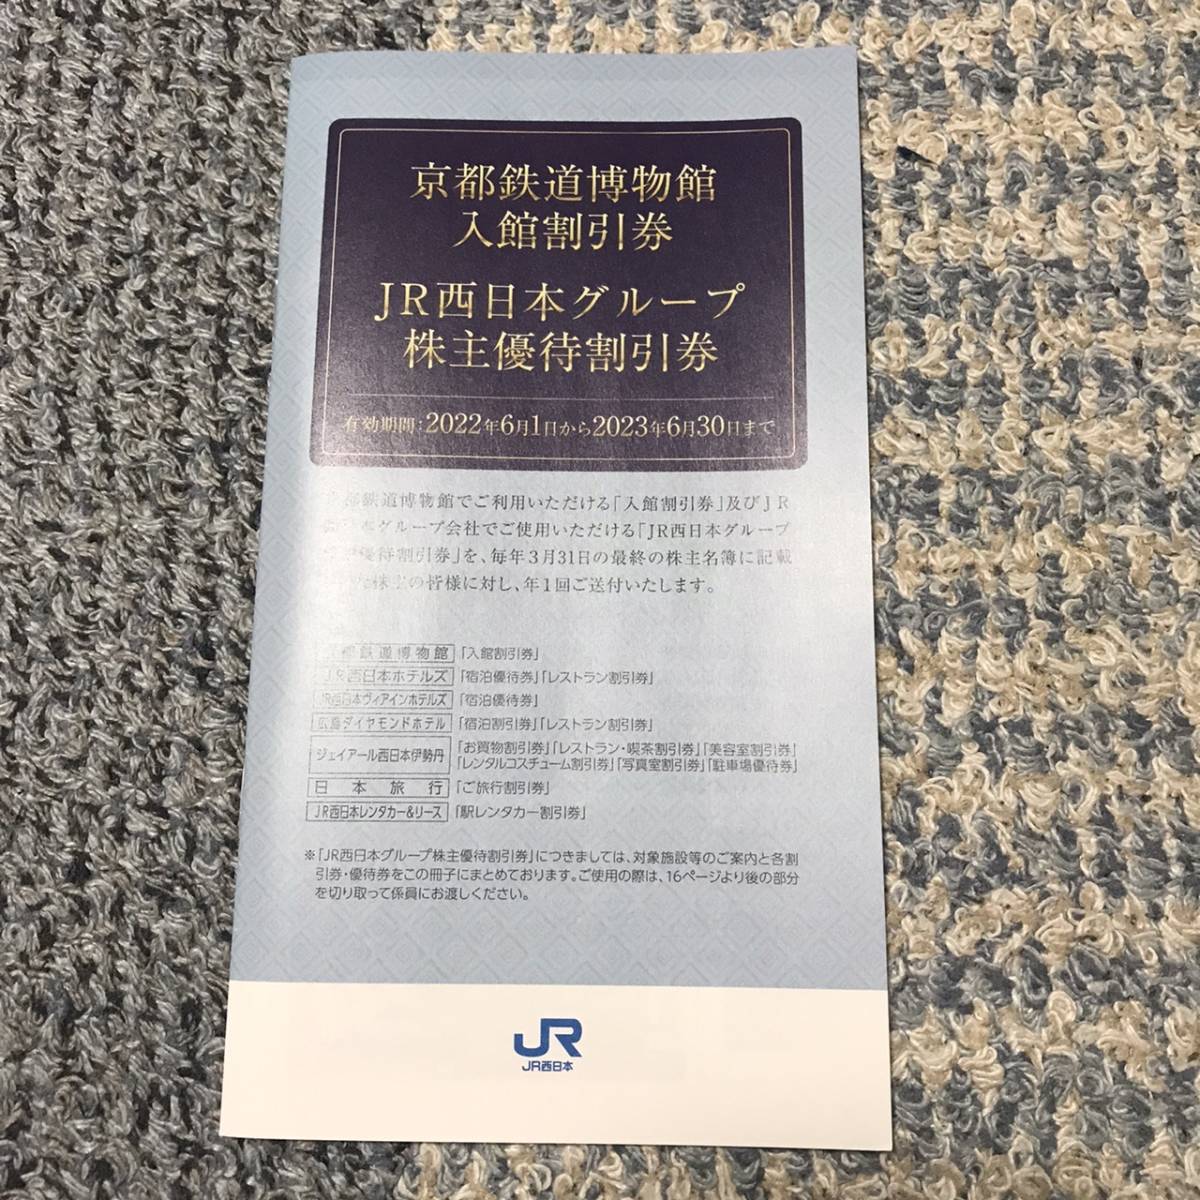 京都鉄道博物館
入館割引券
JR西日本グループ
株主優待割引券
有効期間：2022年6月1日から2023年6月30日まで
都鉄道博物館でご利用いただける「入館割引券」及びJR
本グループ会社でご使用いただける「JR西日本グループ
優待割引券」を、毎年3月31日の最終の株主名簿に記載
株主の皆様に対し、年1回ご送付いたします。
都鉄道博物館 「入館割引券」
JR西日本ホテルズ 「宿泊優待券」「レストラン割引券」
JR西日本ヴィアインホテルズ 「宿泊優待券」
広島ダイヤモンドホテル 「宿泊割引券」「レストラン割引券」
ジェイアール西日本伊勢丹 「お買物割引券」「レストラン・喫茶割引券」「美容室割引券」
「レンタルコスチューム割引券」「写真室割引券」「駐車場優待券」
日本旅行 「ご旅行割引券」
JR西日本レンタカー&リース 「駅レンタカー割引券」
※「JR西日本グループ株主優待割引券」につきましては、対象施設等のご案内と各割
引券・優待券をこの冊子にまとめております。ご使用の際は、16ページより後の部分
を切り取って係員にお渡しください。
JR
JR西日本